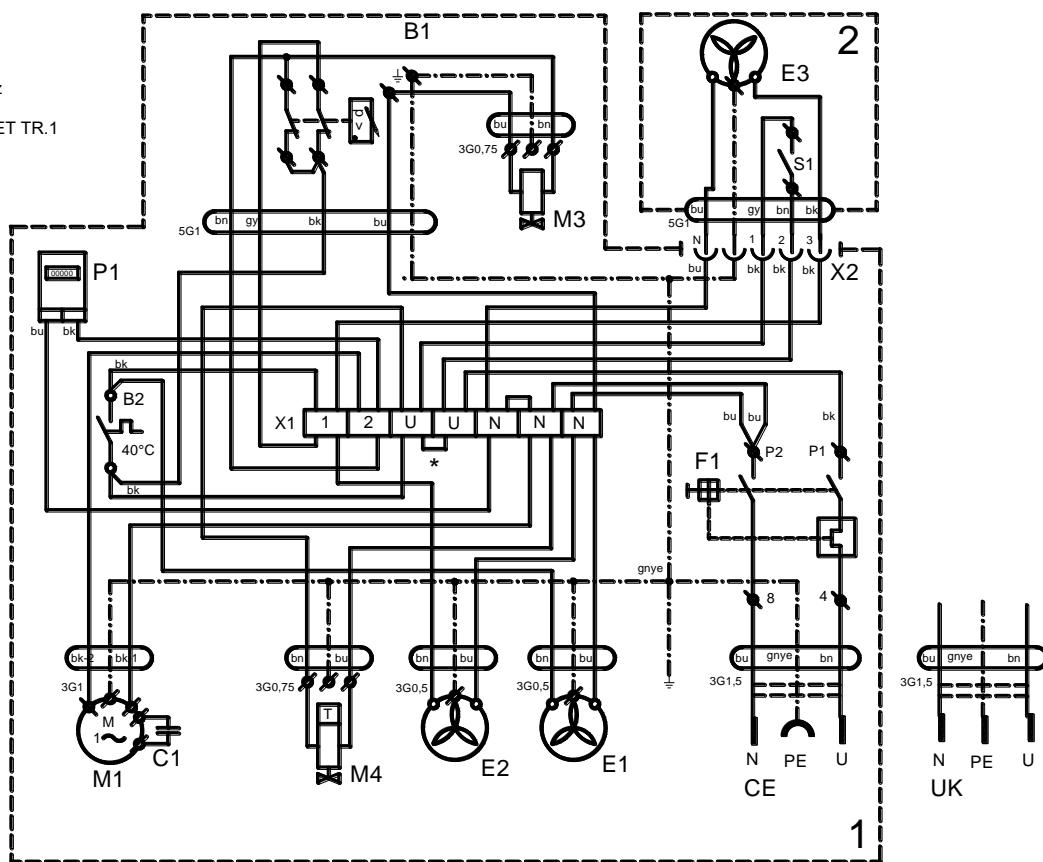 B1
2
z
ET TR.1
E3
bu bn
3G0,75
S1
M3
bn gy bk bu
5G1
bu gy bn bk
5G1
N 1 2 3
bu bk bk bk
X2
P1
00000
bu bk
bk
B2
40°C
bk
X1 1 2 U U N N N
*
bu bu bk
P2 P1
F1
gnye
8 4
bk-2 bk-1
3G1
bn bu
3G0,75
bn bu
3G0,5
bn bu
3G0,5
bu gnye bn
3G1,5
bu gnye bn
3G1,5
M
1
C1
M1
T
M4
E2
E1
N PE U
CE
N PE U
UK
1